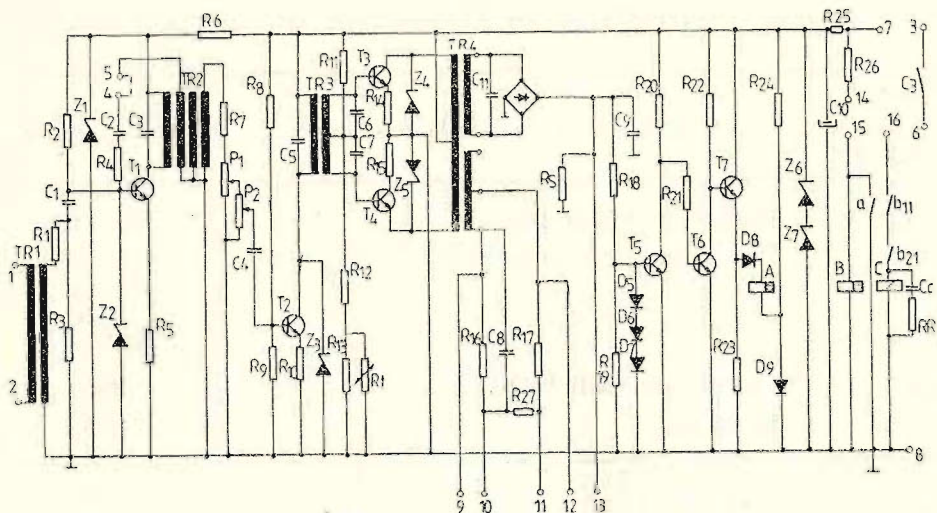 R6
R25
7
3
5
4
TR2
Z1
R2
C2
C3
R4
R7
T1
P1
P2
C1
R1
TR1
1
2
R3
Z2
R5
C4
R8
C5
T2
R9
R10
Z3
R11
TR3
T3
R14
C6
C7
R15
T4
Z4
Z5
R12
R13
TR4
C11
C9
R5
R16
C8
R17
R27
9
10
11
12
13
R18
R20
R21
T5
D5
D6
D7
R19
R22
T7
T6
D8
A
R23
R24
D9
Z6
Z7
C10
R26
14
15
16
C3
6
a
b11
b21
B
C
Cc
RR
8